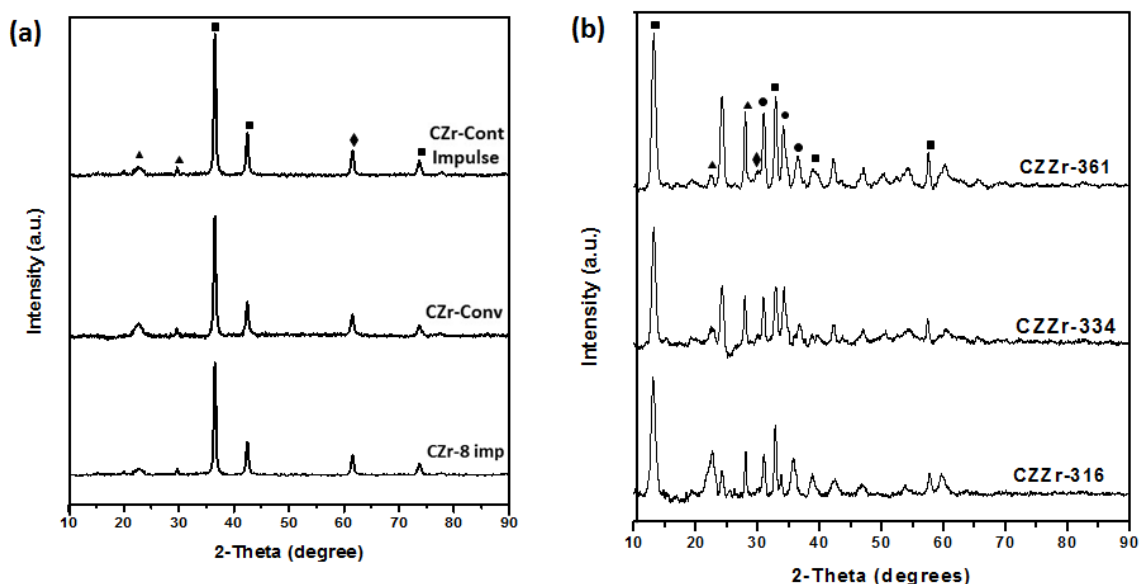 (a)
CZr-Cont
Impulse
CZr-Conv
CZr-8 imp
Intensity (a.u.)
10 20 30 40 50 60 70 80 90
2-Theta (degree)
(b)
CZZr-361
CZZr-334
CZZr-316
Intensity (a.u.)
10 20 30 40 50 60 70 80 90
2-Theta (degrees)